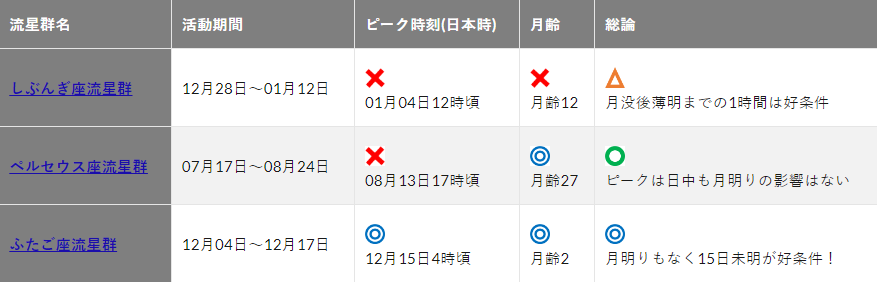 流星群名 活動期間 ピーク時刻(日本時) 月齢 総論
しぶんぎ座流星群 12月28日～01月12日 ❌ 01月04日12時頃 ❌ 月齢12 △ 月没後薄明までの1時間は好条件
ペルセウス座流星群 07月17日～08月24日 ❌ 08月13日17時頃 ◎ 月齢27 ○ ピークは日中も月明りの影響はない
ふたご座流星群 12月04日～12月17日 ◎ 12月15日4時頃 ◎ 月齢2 ◎ 月明りもなく15日未明が好条件！